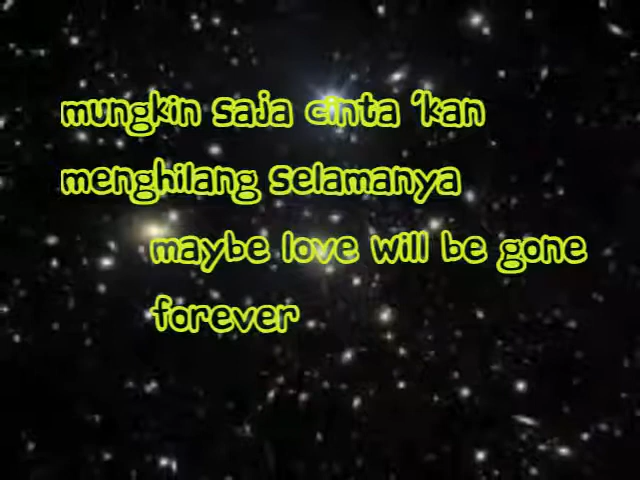 mungkin saja cinta 'kan
menghilang selamanya
maybe love will be gone
forever